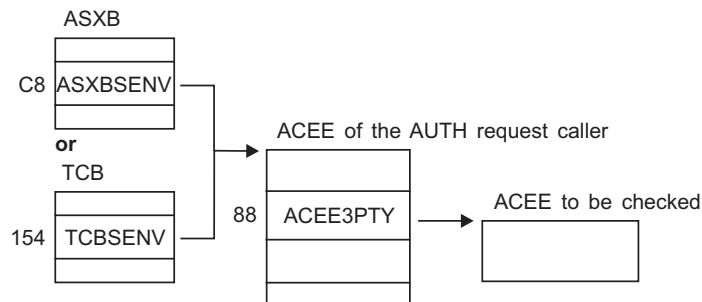 ASXB
C8 ASXBSENV
or
TCB
154 TCBSENV
ACEE of the AUTH request caller
88 ACEE3PTY
ACEE to be checked